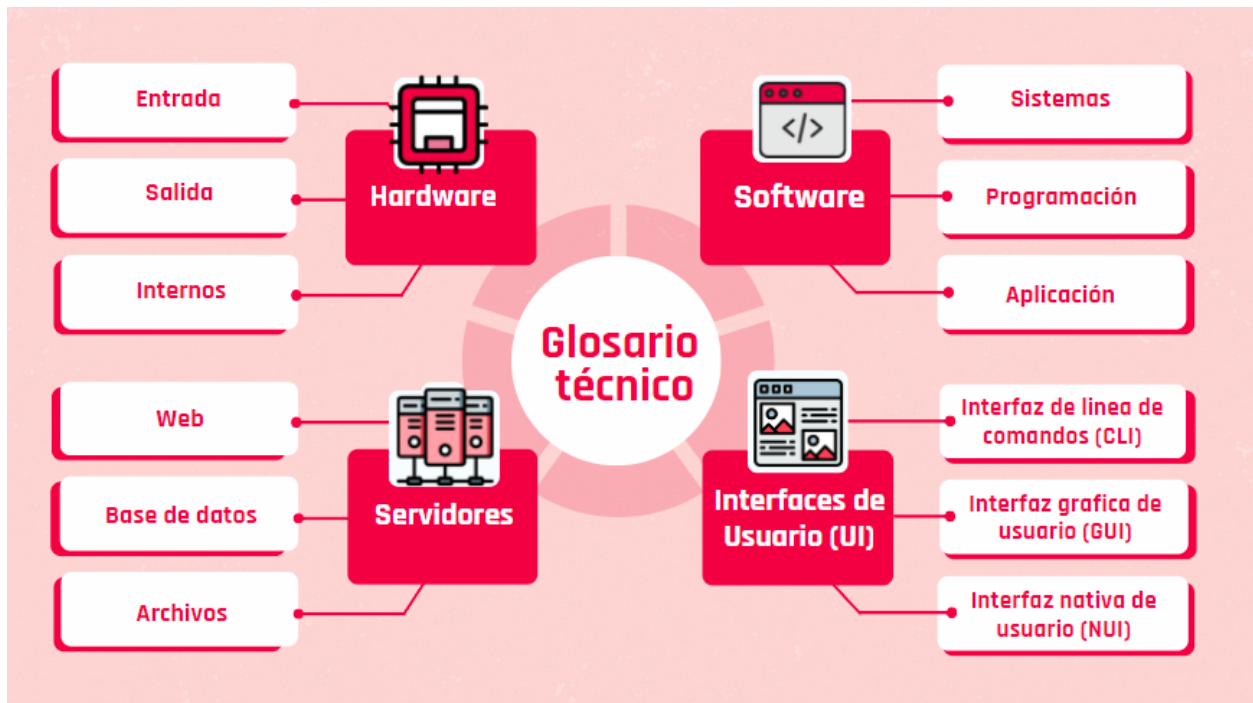 Glosario
técnico
Hardware
Entrada
Salida
Internos
Software
</>
Sistemas
Programación
Aplicación
Servidores
Web
Base de datos
Archivos
Interfaces de
Usuario (UI)
Interfaz de linea de
comandos (CLI)
Interfaz grafica de
usuario (GUI)
Interfaz nativa de
usuario (NUI)